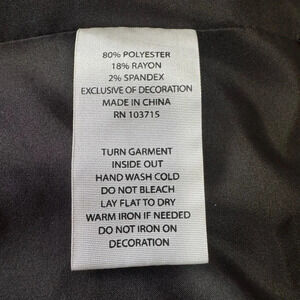 80% POLYESTER
18% RAYON
2% SPANDEX
EXCLUSIVE OF DECORATION
MADE IN CHINA
RN 103715
TURN GARMENT
INSIDE OUT
HAND WASH COLD
DO NOT BLEACH
LAY FLAT TO DRY
WARM IRON IF NEEDED
DO NOT IRON ON
DECORATION